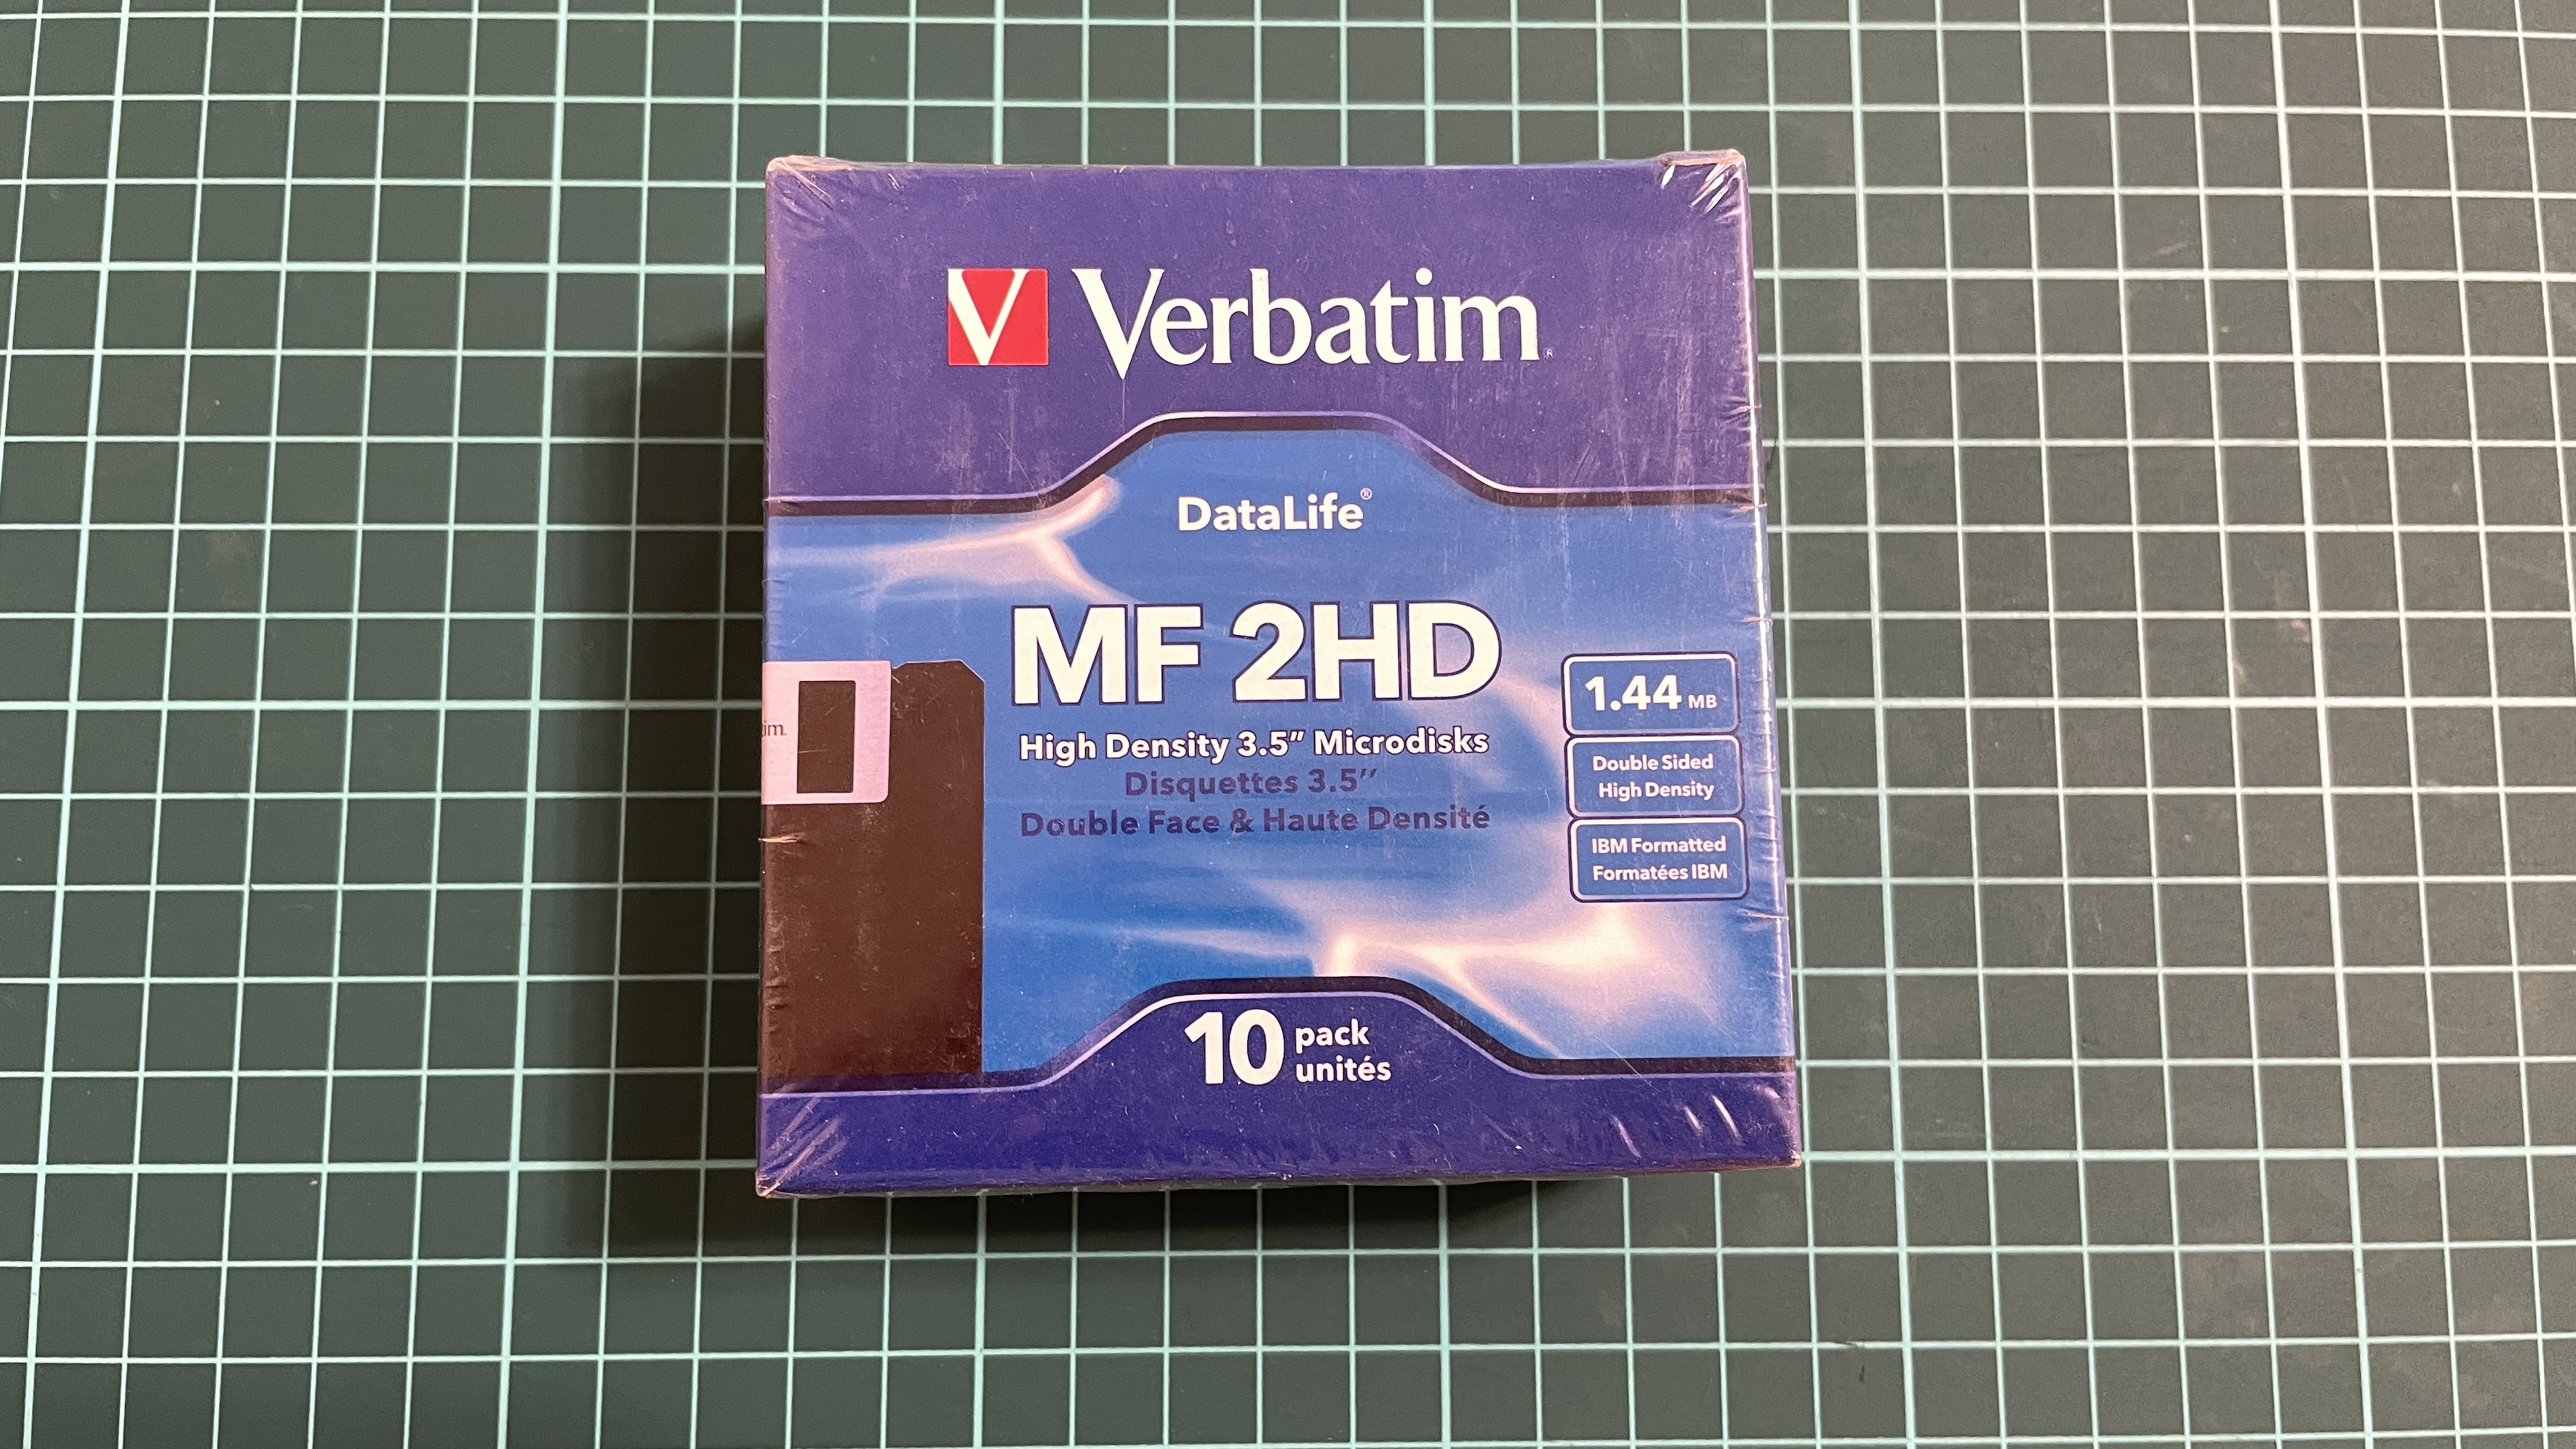 V Verbatim
DataLife®
MF 2HD
High Density 3.5" Microdisks
Disquettes 3.5"
Double Face & Haute Densité
1.44 MB
Double Sided
High Density
IBM Formatted
Formatées IBM
im.
10 pack
unités